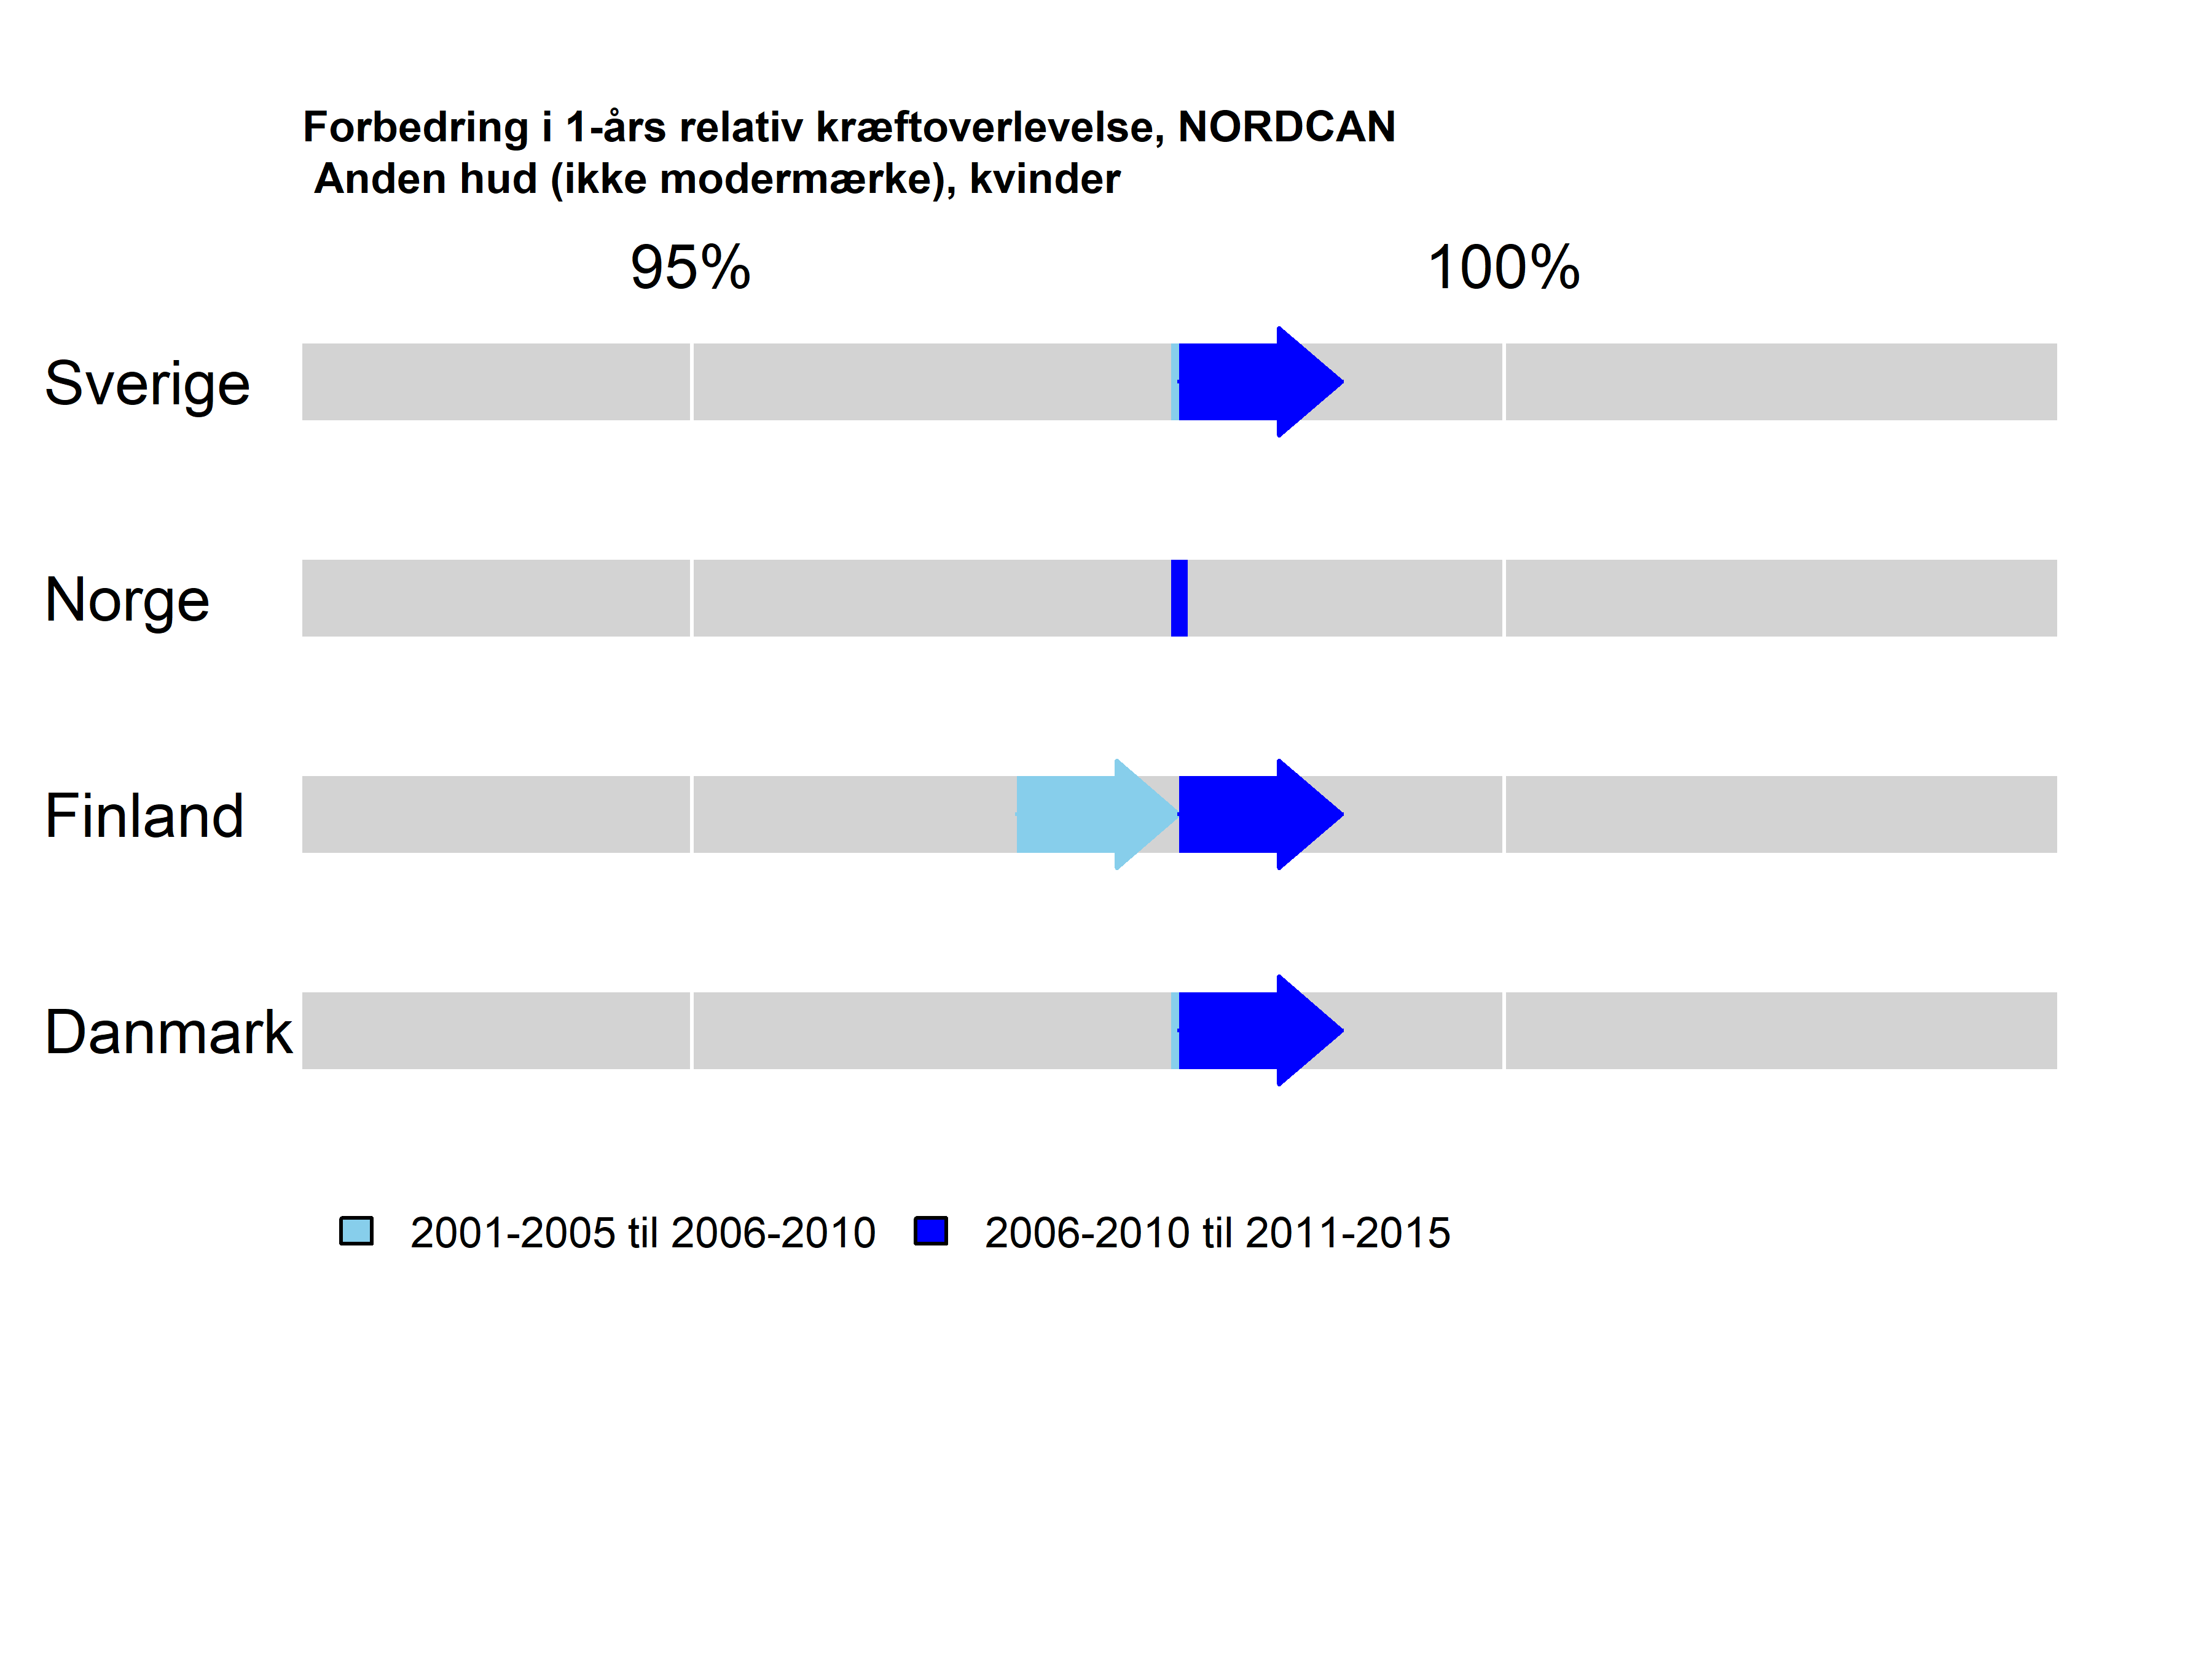 Forbedring i 1-års relativ kræftoverlevelse, NORDCAN
Anden hud (ikke modermærke), kvinder
95% 100%
Sverige
Norge
Finland
Danmark
2001-2005 til 2006-2010 2006-2010 til 2011-2015